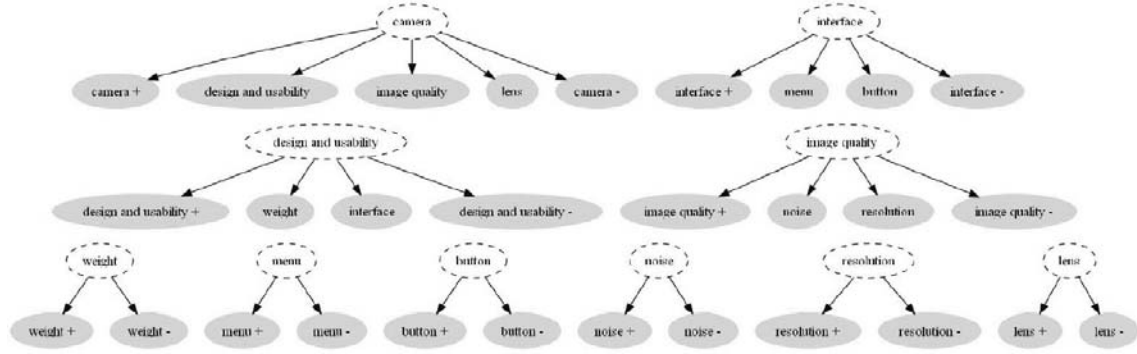 camera interface
camera + design and usability image quality lens camera - interface + menu button interface -
design and usability image quality
design and usability + weight interface design and usability - image quality + noise resolution image quality -
weight menu button noise resolution lens
weight + weight - menu + menu - button + button - noise + noise - resolution + resolution - lens + lens -